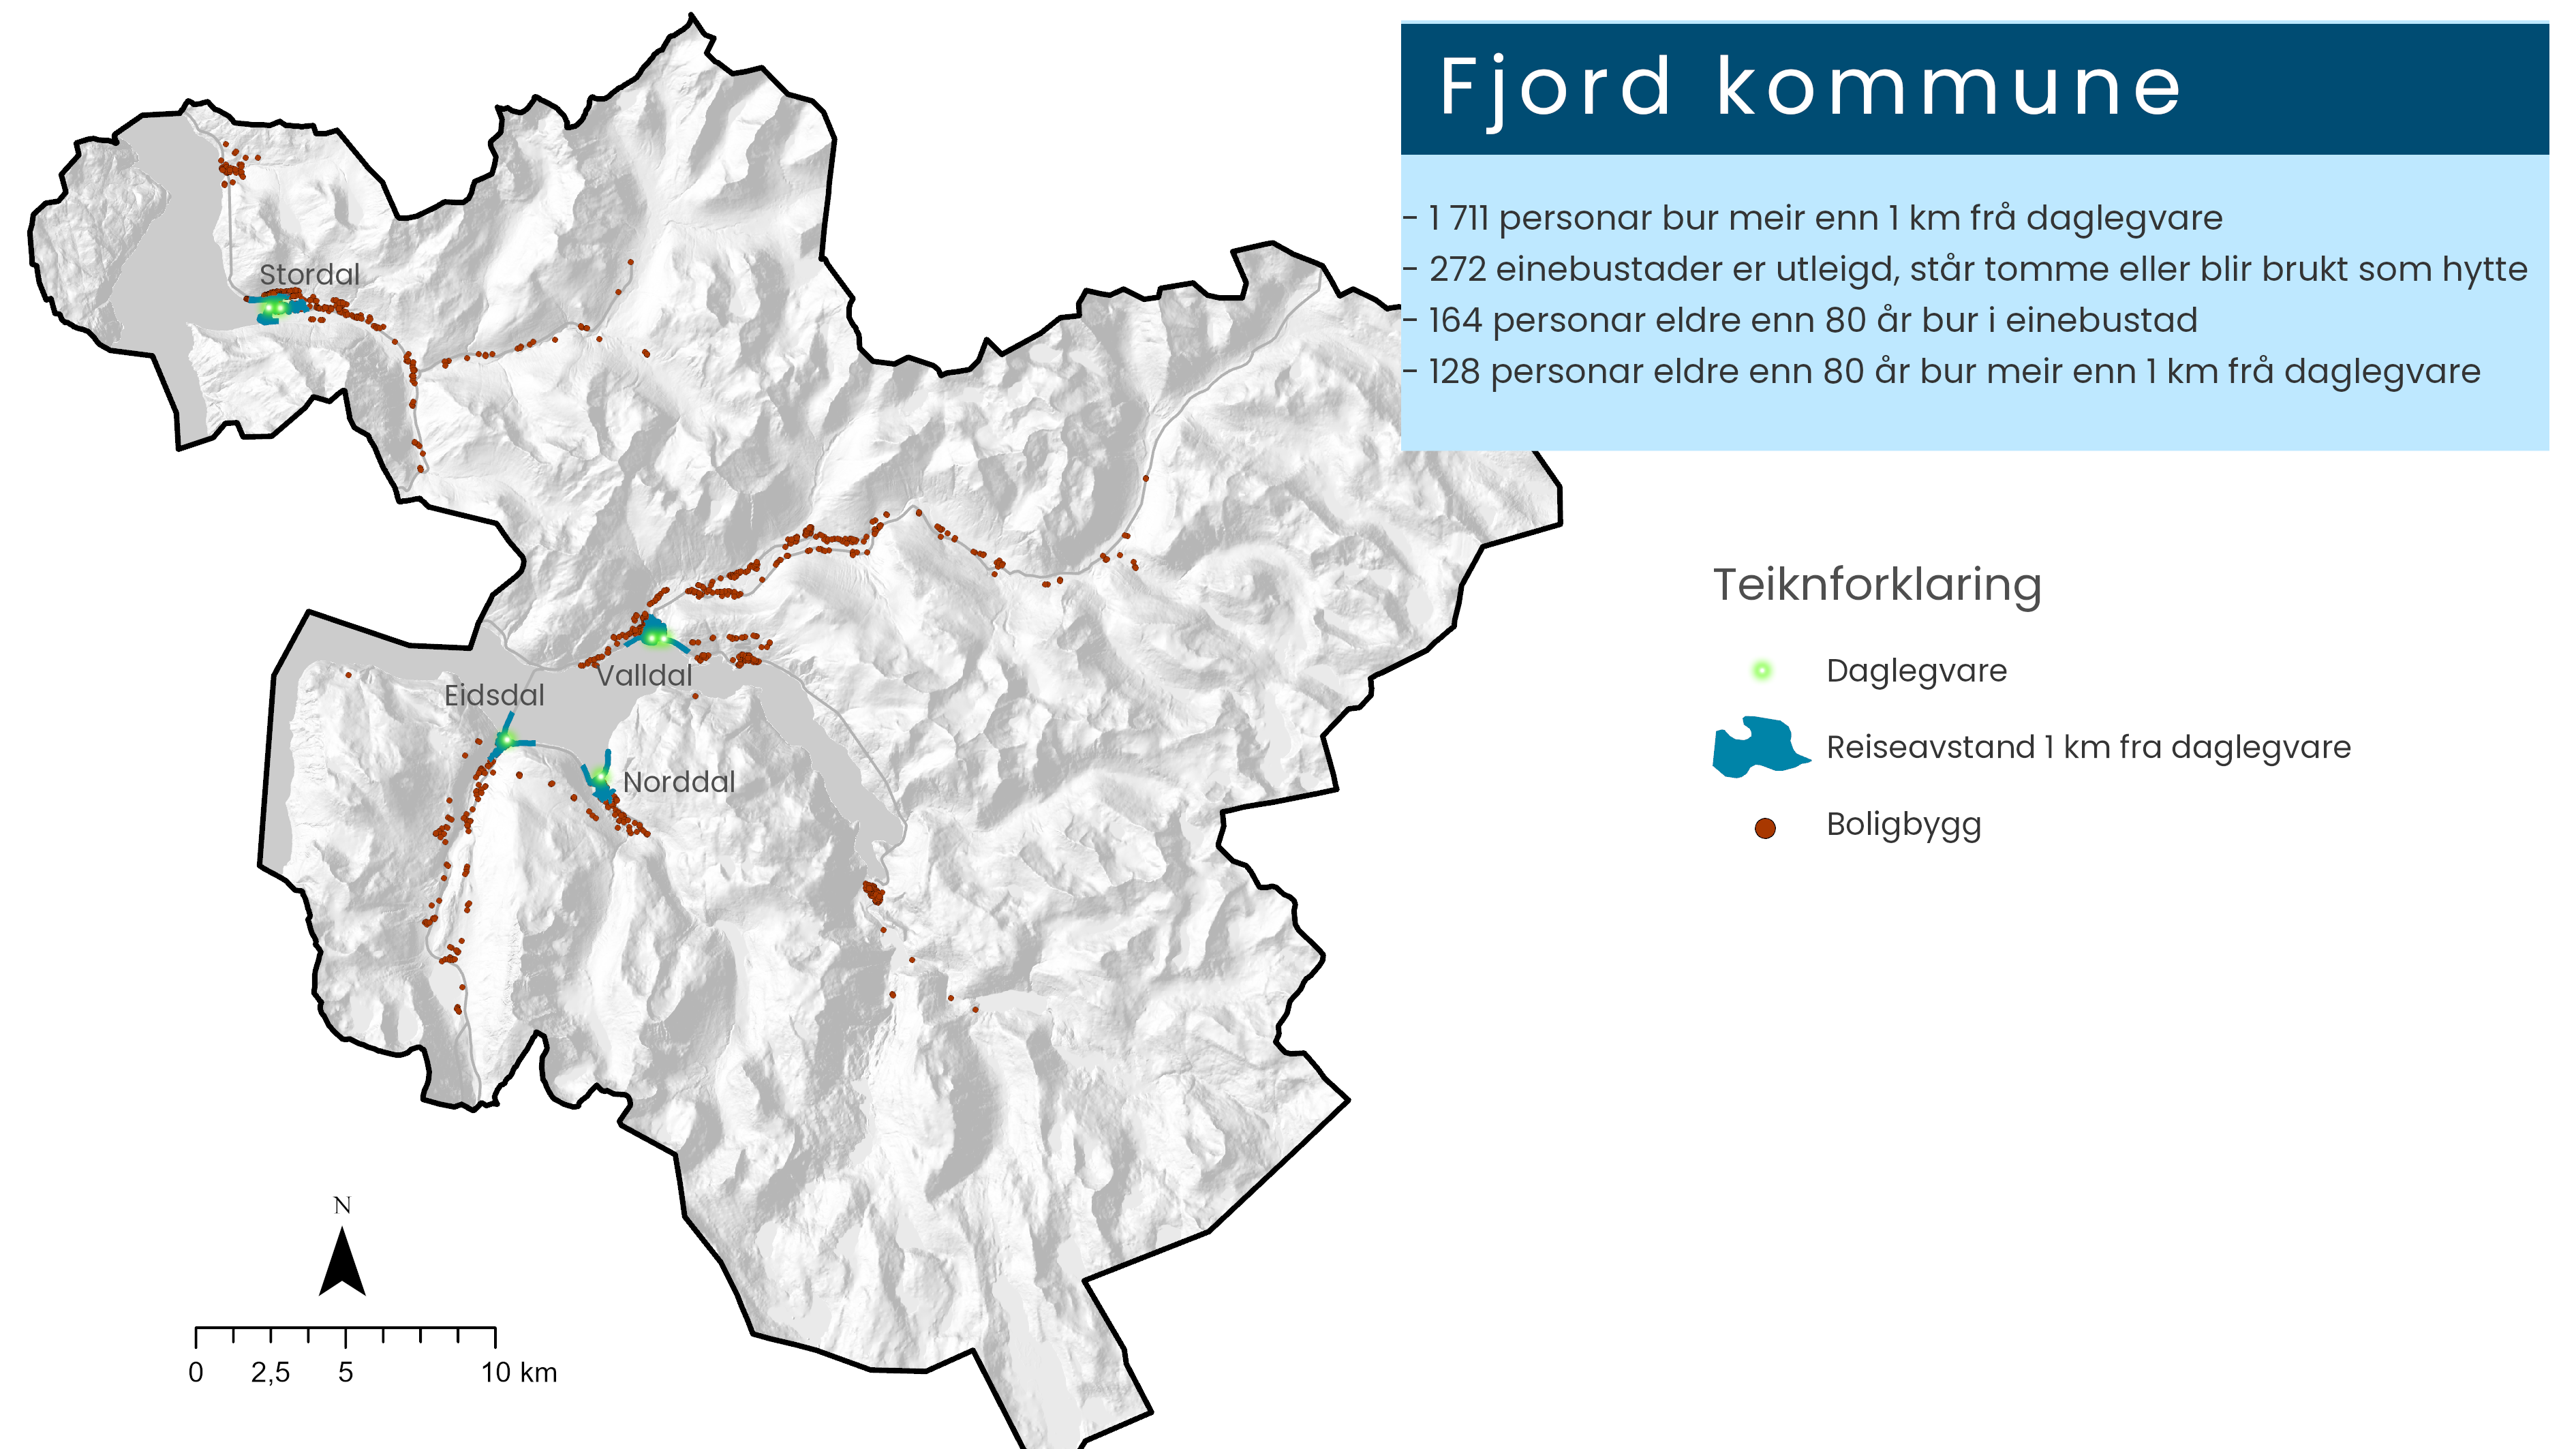 Fjord kommune
- 1 711 personar bur meir enn 1 km frå daglegvare
- 272 einebustader er utleigd, står tomme eller blir brukt som hytte
- 164 personar eldre enn 80 år bur i einebustad
- 128 personar eldre enn 80 år bur meir enn 1 km frå daglegvare
Stordal
Valldal
Eidsdal
Norddal
Teiknforklaring
Daglegvare
Reiseavstand 1 km fra daglegvare
Boligbygg
N
0 2,5 5 10 km